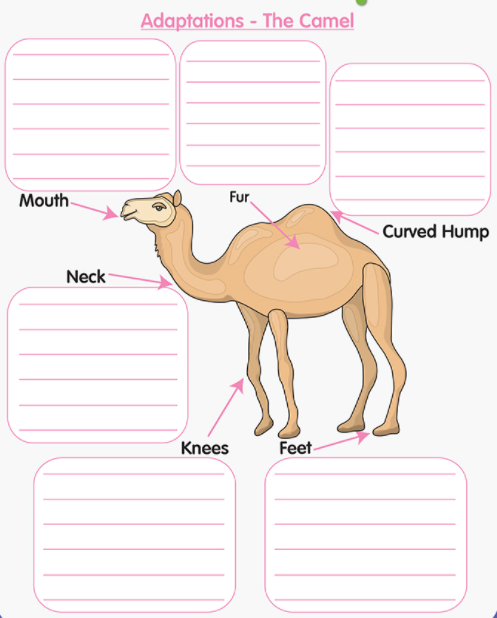 Adaptations - The Camel
Mouth
Fur
Curved Hump
Neck
Knees
Feet